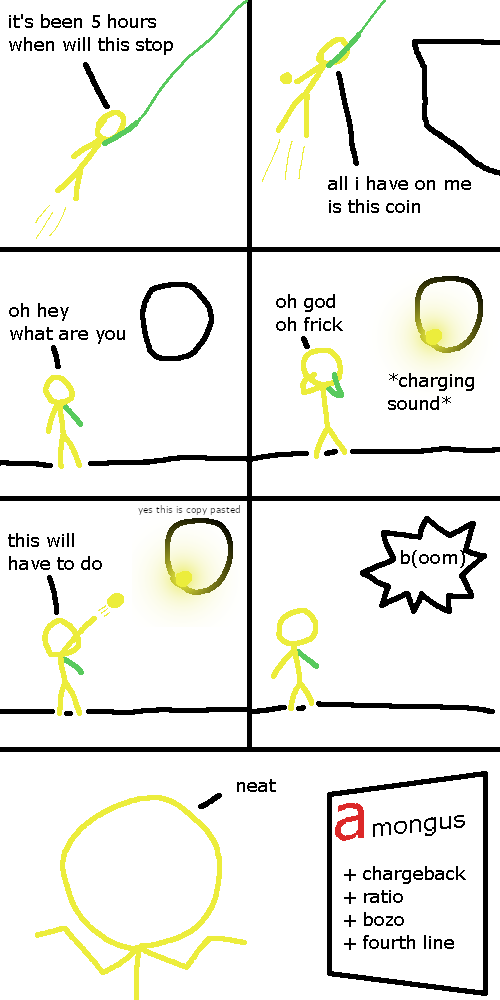 it's been 5 hours
when will this stop
all i have on me
is this coin
oh hey
what are you
oh god
oh frick
*charging
sound*
yes this is copy pasted
this will
have to do
b(oom)
neat
amongus
+ chargeback
+ ratio
+ bozo
+ fourth line